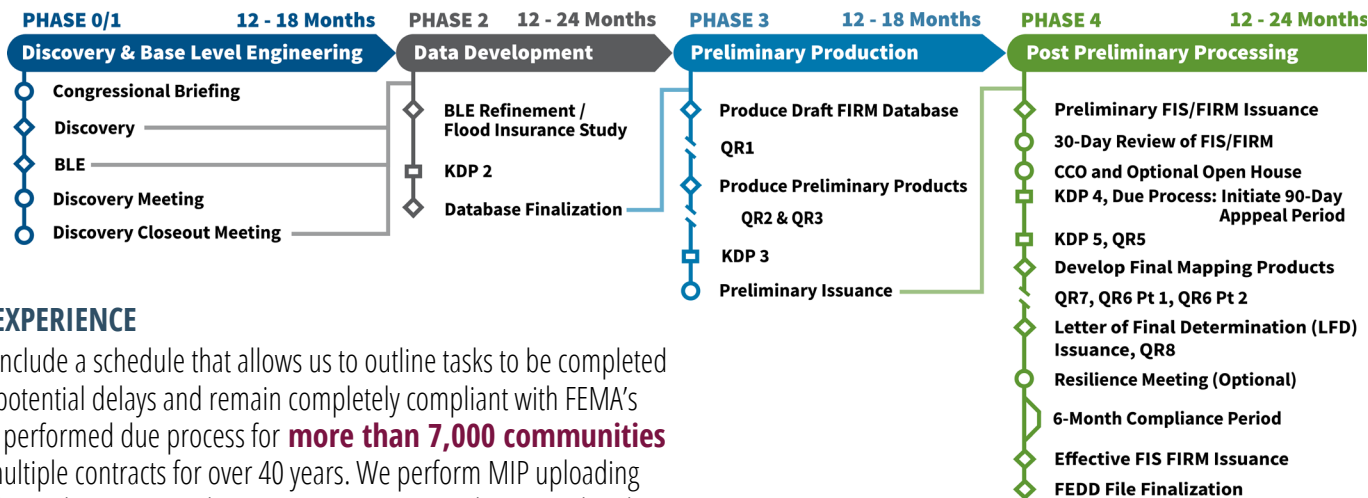 PHASE 0/1 12 - 18 Months
Discovery & Base Level Engineering
Congressional Briefing
Discovery
BLE
Discovery Meeting
Discovery Closeout Meeting
PHASE 2 12 - 24 Months
Data Development
BLE Refinement /
Flood Insurance Study
KDP 2
Database Finalization
PHASE 3 12 - 18 Months
Preliminary Production
Produce Draft FIRM Database
QR1
Produce Preliminary Products
QR2 & QR3
KDP 3
Preliminary Issuance
PHASE 4 12 - 24 Months
Post Preliminary Processing
Preliminary FIS/FIRM Issuance
30-Day Review of FIS/FIRM
CCO and Optional Open House
KDP 4, Due Process: Initiate 90-Day
Apppeal Period
KDP 5, QR5
Develop Final Mapping Products
QR7, QR6 Pt 1, QR6 Pt 2
Letter of Final Determination (LFD)
Issuance, QR8
Resilience Meeting (Optional)
6-Month Compliance Period
Effective FIS FIRM Issuance
FEDD File Finalization
EXPERIENCE
nclude a schedule that allows us to outline tasks to be completed
potential delays and remain completely compliant with FEMA's
performed due process for more than 7,000 communities
multiple contracts for over 40 years. We perform MIP uploading